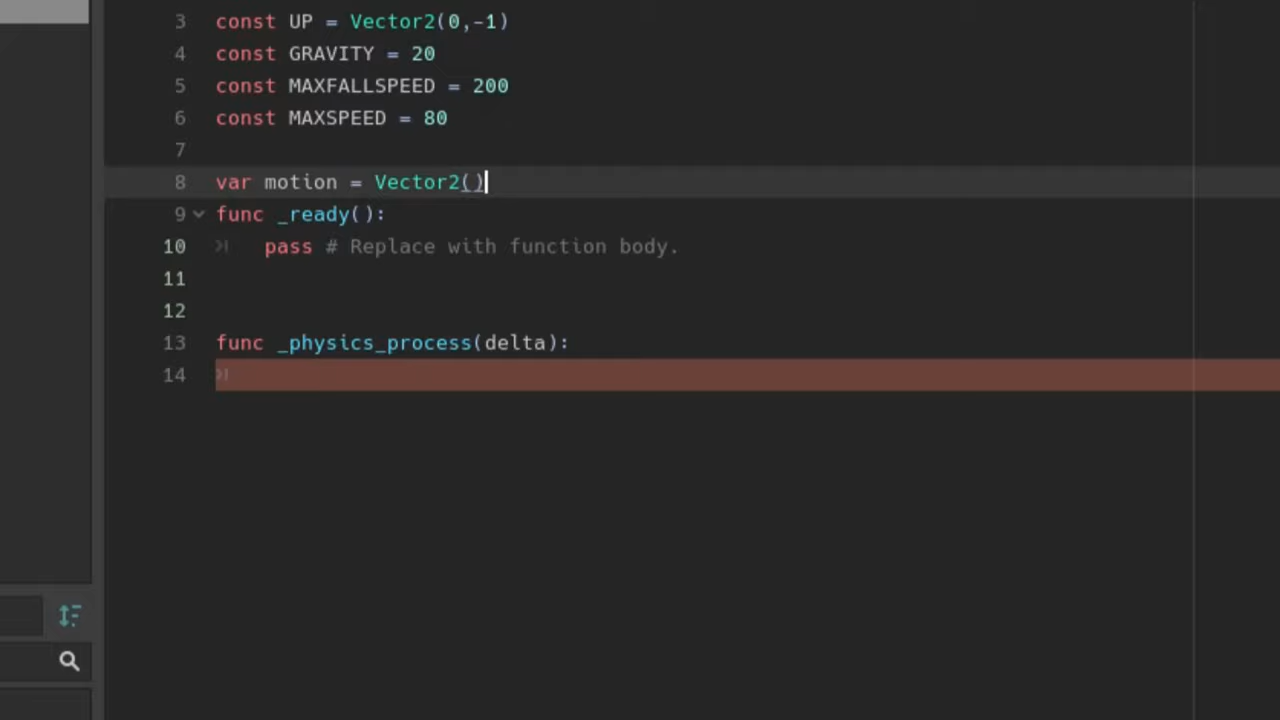 3 const UP = Vector2(0,-1)
4 const GRAVITY = 20
5 const MAXFALLSPEED = 200
6 const MAXSPEED = 80
7
8 var motion = Vector2()
9 func _ready():
10 pass # Replace with function body.
11
12
13 func _physics_process(delta):
14